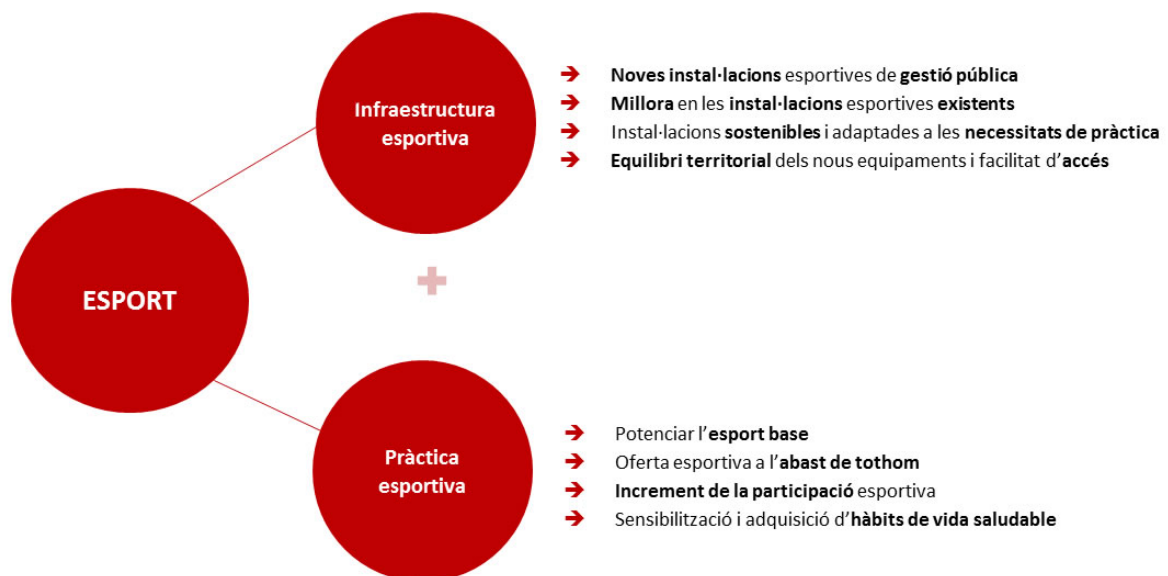 Infraestructura
esportiva
➔ Noves instal·lacions esportives de gestió pública
➔ Millora en les instal·lacions esportives existents
➔ Instal·lacions sostenibles i adaptades a les necessitats de pràctica
➔ Equilibri territorial dels nous equipaments i facilitat d’accés
ESPORT
Pràctica
esportiva
➔ Potenciar l’esport base
➔ Oferta esportiva a l’abast de tothom
➔ Increment de la participació esportiva
➔ Sensibilització i adquisició d’hàbits de vida saludable